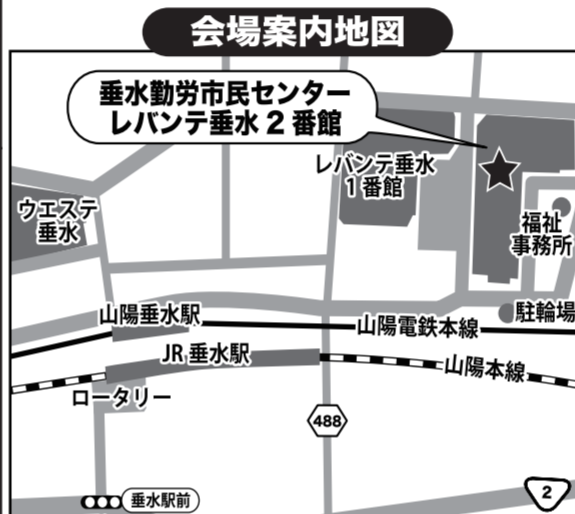 会場案内地図
垂水勤労市民センター
レバンテ垂水2番館
レバンテ垂水
1番館
ウエステ
垂水
福祉
事務所
山陽垂水駅
駐輪場
山陽電鉄本線
JR垂水駅
山陽本線
ロータリー
488
垂水駅前
2